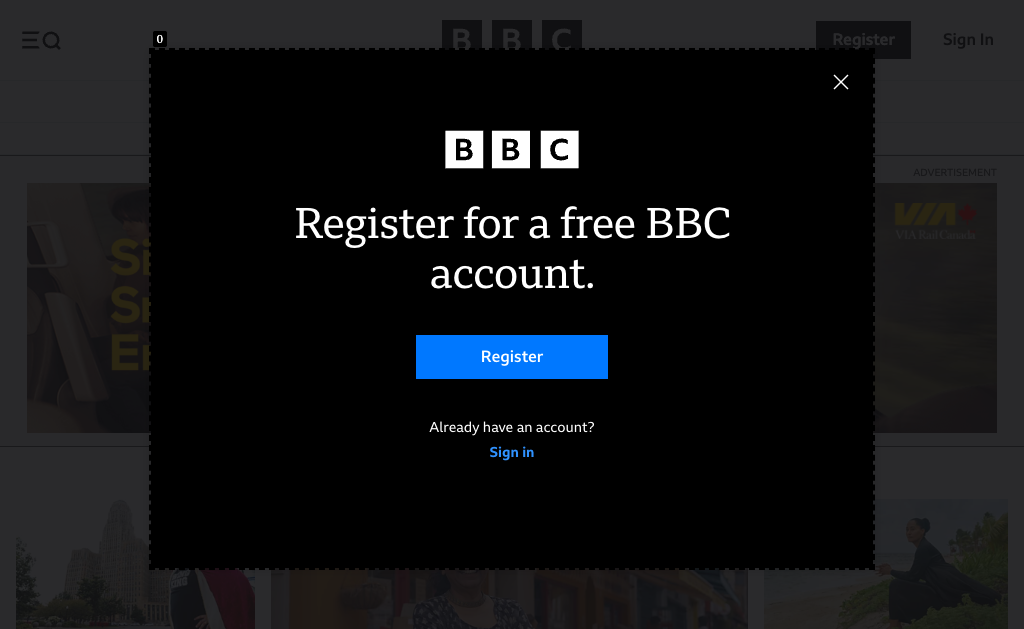 0
BBC
Register
Sign In
ADVERTISEMENT
VIA
VIA Rail Canada
BBC
Register for a free BBC
account.
Register
Already have an account?
Sign in